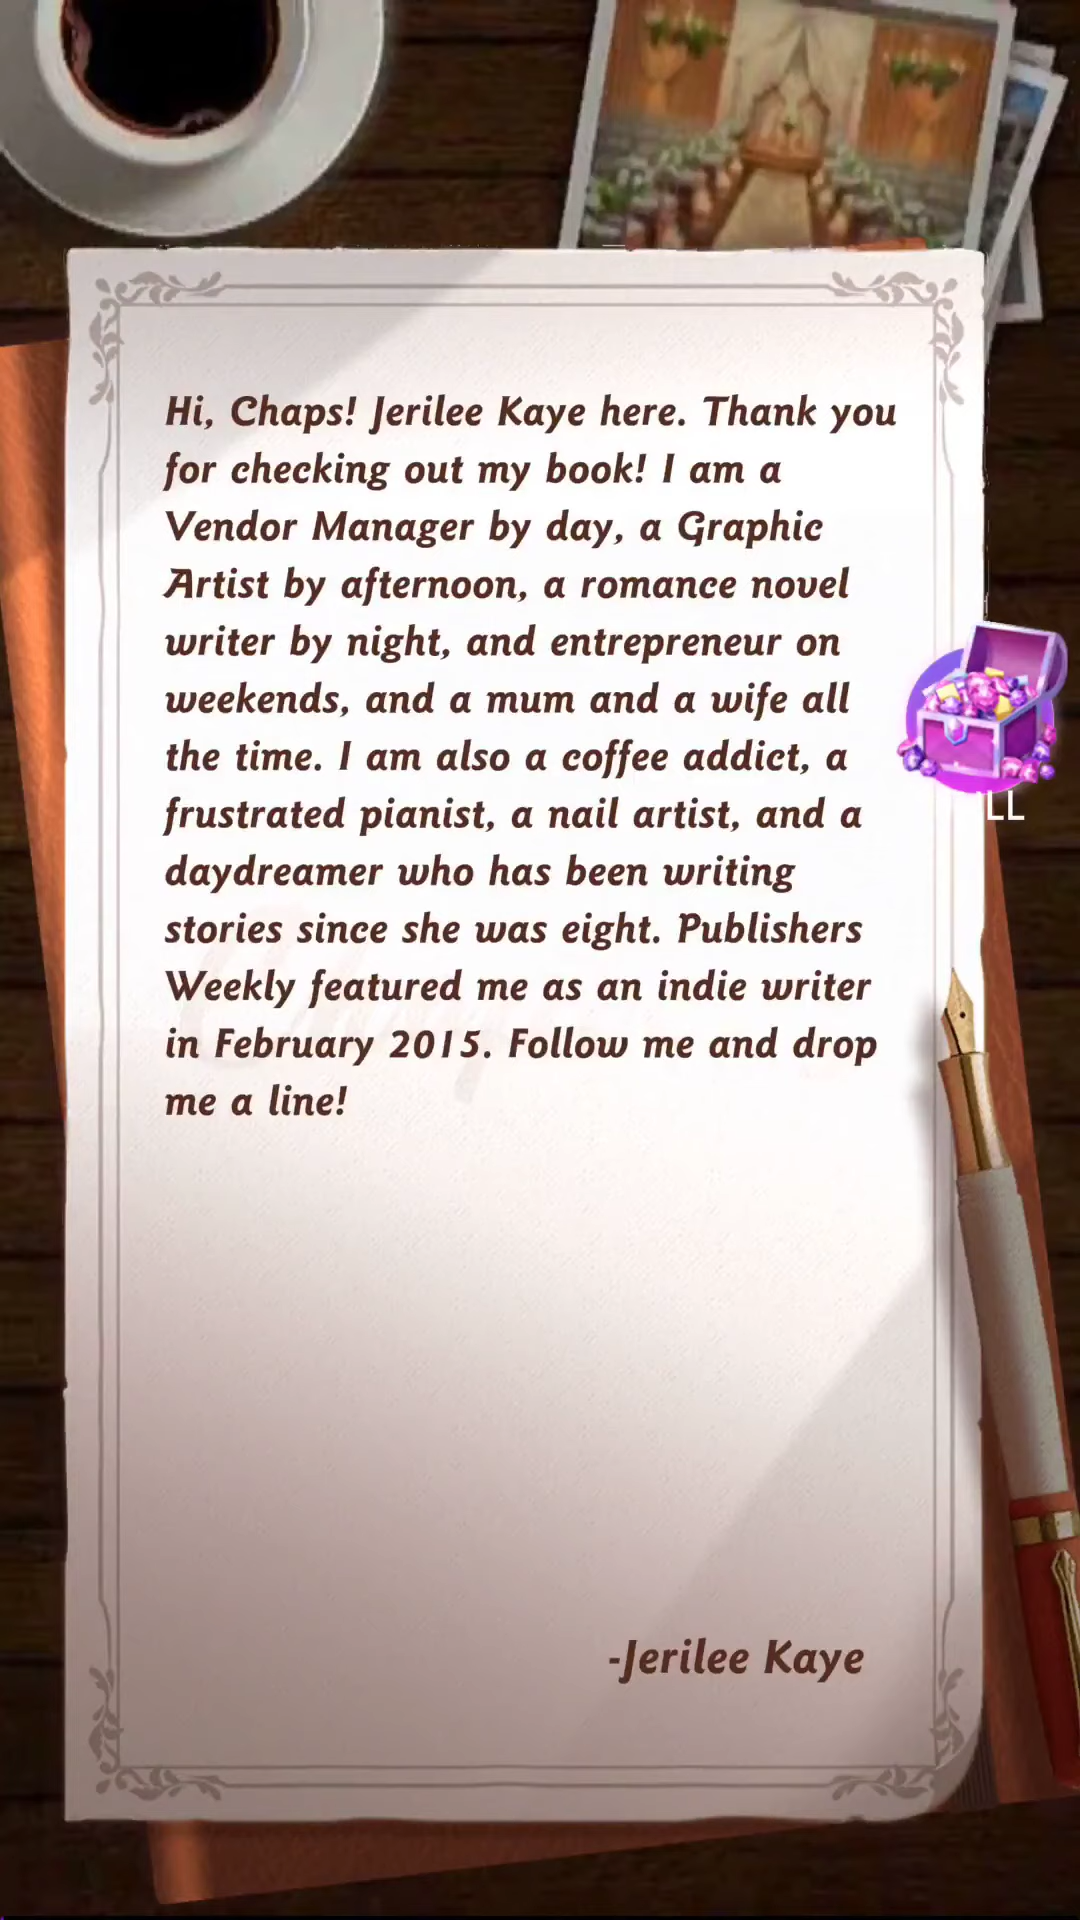 Hi, Chaps! Jerilee Kaye here. Thank you
for checking out my book! I am a
Vendor Manager by day, a Graphic
Artist by afternoon, a romance novel
writer by night, and entrepreneur on
weekends, and a mum and a wife all
the time. I am also a coffee addict, a
frustrated pianist, a nail artist, and a
daydreamer who has been writing
stories since she was eight. Publishers
Weekly featured me as an indie writer
in February 2015. Follow me and drop
me a line!
-Jerilee Kaye